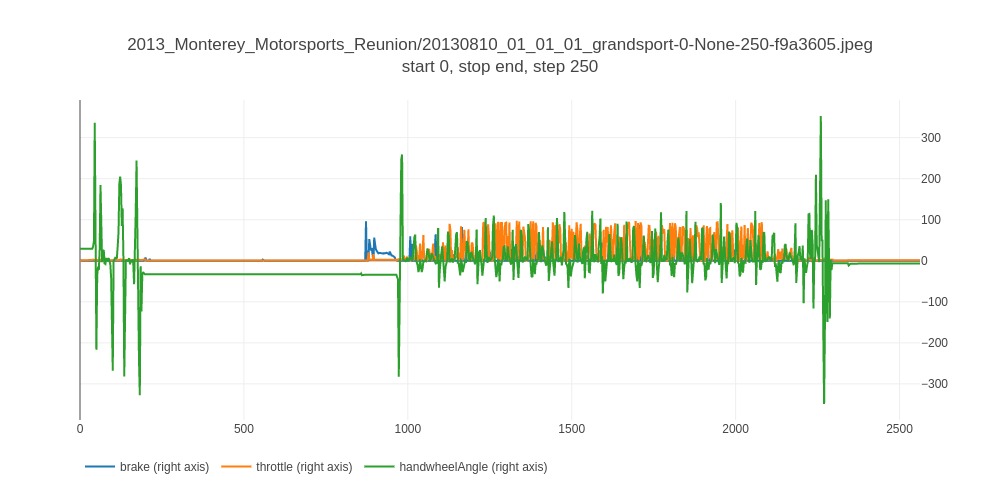 2013_Monterey_Motorsports_Reunion/20130810_01_01_01_grandsport-0-None-250-f9a3605.jpeg
start 0, stop end, step 250
300
200
100
0
−100
−200
−300
0 500 1000 1500 2000 2500
brake (right axis) throttle (right axis) handwheelAngle (right axis)